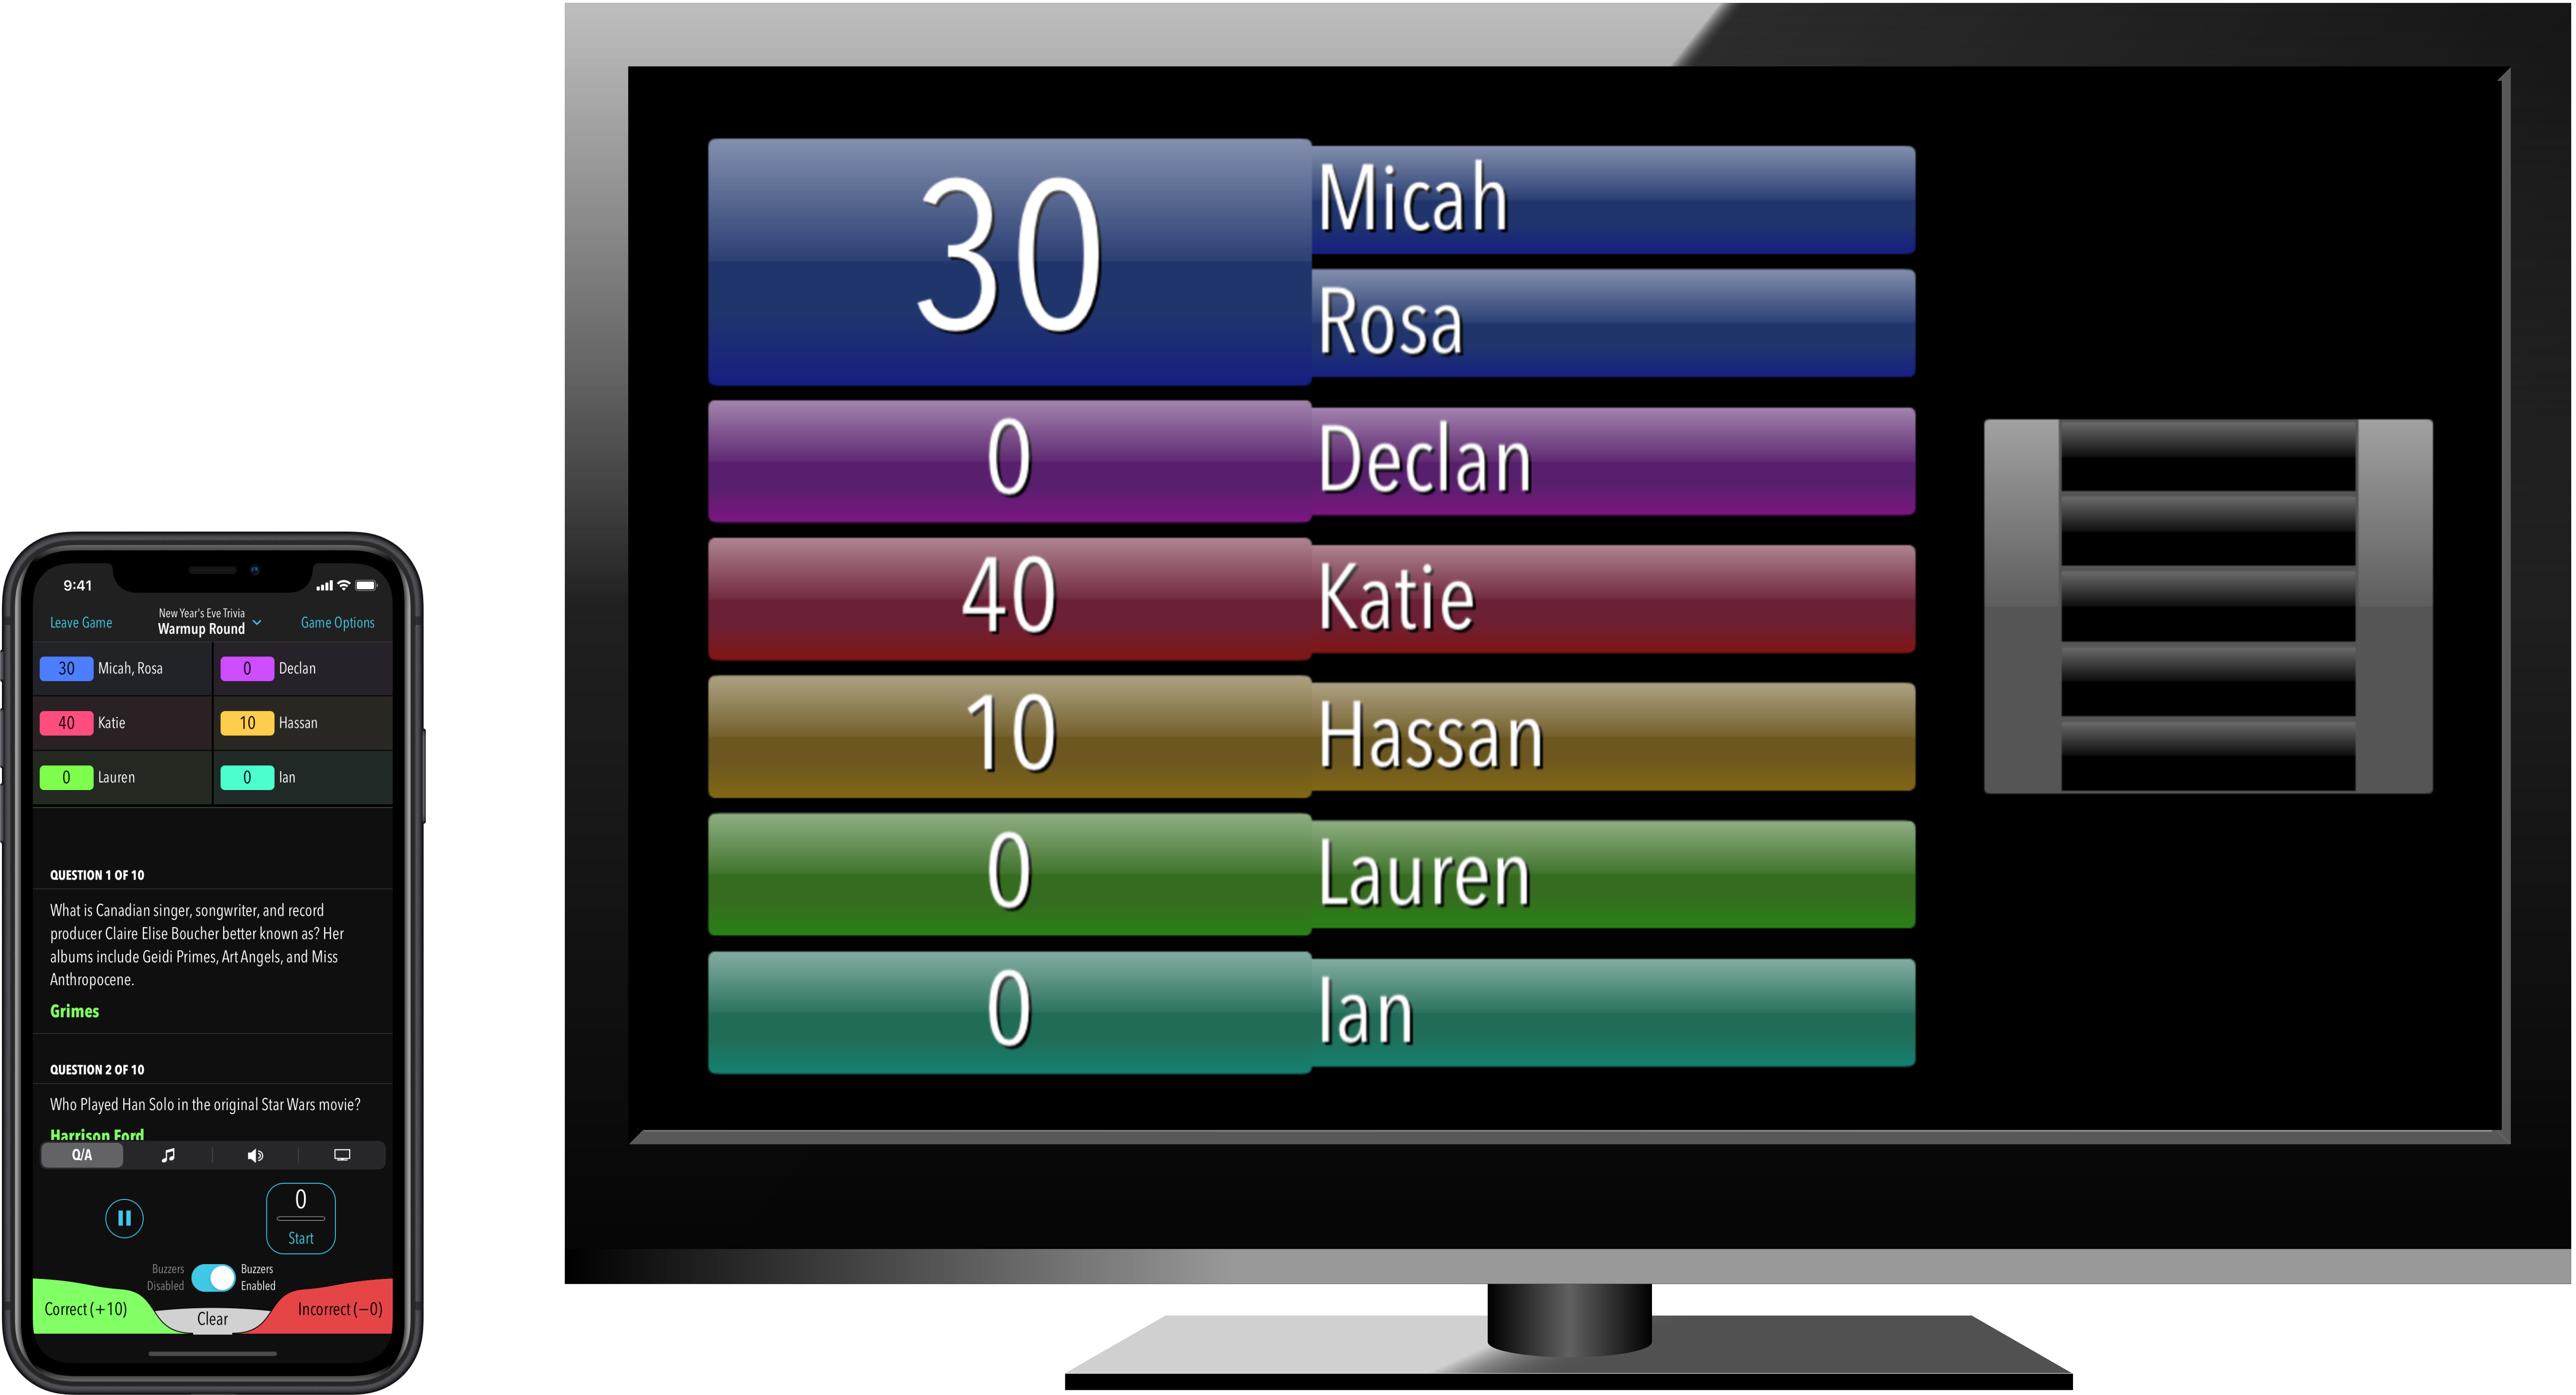 9:41
Leave Game
New Year's Eve Trivia
Warmup Round
Game Options
30 Micah, Rosa
0 Declan
40 Katie
10 Hassan
0 Lauren
0 Ian
QUESTION 1 OF 10
What is Canadian singer, songwriter, and record
producer Claire Elise Boucher better known as? Her
albums include Geidi Primes, Art Angels, and Miss
Anthropocene.
Grimes
QUESTION 2 OF 10
Who Played Han Solo in the original Star Wars movie?
Harrison Ford
Q/A
0
Start
Buzzers
Disabled
Buzzers
Enabled
Correct (+10)
Clear
Incorrect (−0)
30
Micah
Rosa
0 Declan
40 Katie
10 Hassan
0 Lauren
0 Ian